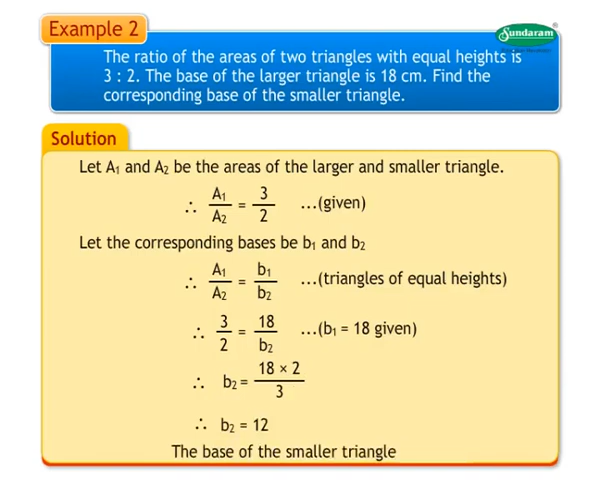 Example 2
Sundaram®
The ratio of the areas of two triangles with equal heights is
3 : 2. The base of the larger triangle is 18 cm. Find the
corresponding base of the smaller triangle.
Solution
Let A₁ and A₂ be the areas of the larger and smaller triangle.
∴ A₁/A₂ = 3/2 ...(given)
Let the corresponding bases be b₁ and b₂
∴ A₁/A₂ = b₁/b₂ ...(triangles of equal heights)
∴ 3/2 = 18/b₂ ...(b₁ = 18 given)
∴ b₂ = 18 × 2/3
∴ b₂ = 12
The base of the smaller triangle